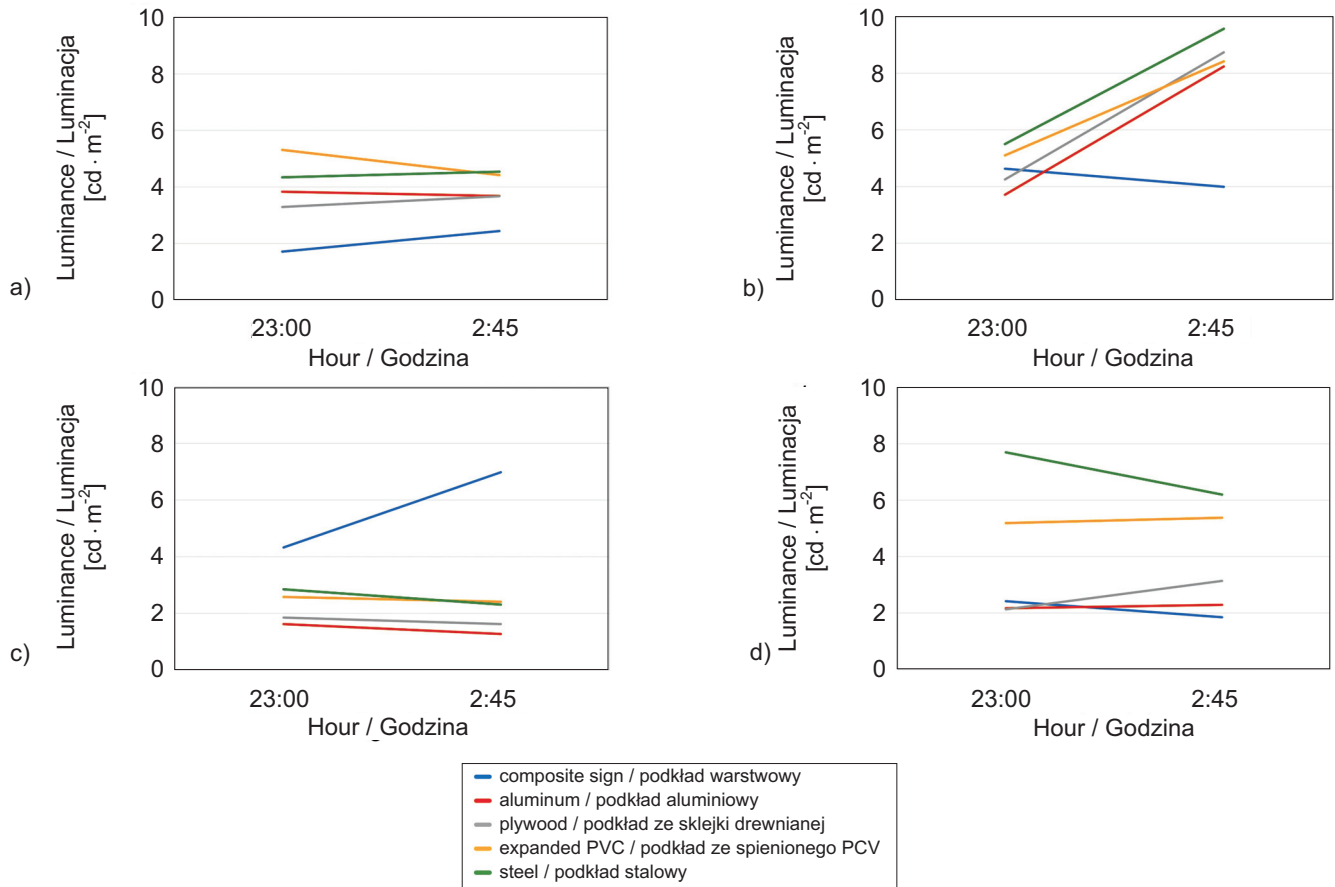 Luminance / Luminacja
[cd · m-2]
10
8
6
4
2
0
a)
23:00 2:45
Hour / Godzina
Luminance / Luminacja
[cd · m-2]
10
8
6
4
2
0
b)
23:00 2:45
Hour / Godzina
Luminance / Luminacja
[cd · m-2]
10
8
6
4
2
0
c)
23:00 2:45
Hour / Godzina
Luminance / Luminacja
[cd · m-2]
10
8
6
4
2
0
d)
23:00 2:45
Hour / Godzina
composite sign / podkład warstwowy
aluminum / podkład aluminiowy
plywood / podkład ze sklejki drewnianej
expanded PVC / podkład ze spienionego PCV
steel / podkład stalowy